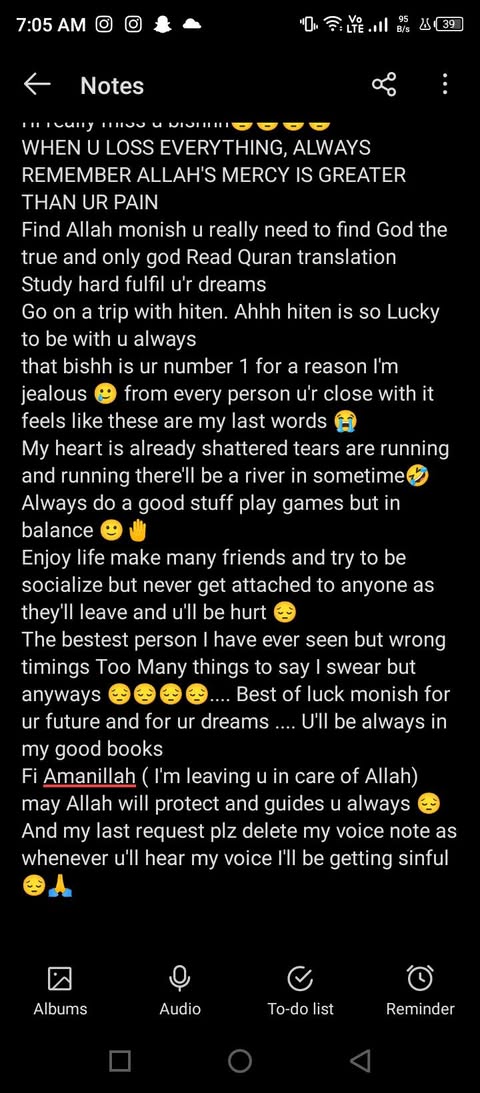 7:05 AM
Vo LTE
95 B/s
39
Notes
Hi really miss u bishhh😔😔😔😔
WHEN U LOSS EVERYTHING, ALWAYS
REMEMBER ALLAH'S MERCY IS GREATER
THAN UR PAIN
Find Allah monish u really need to find God the
true and only god Read Quran translation
Study hard fulfil u'r dreams
Go on a trip with hiten. Ahhh hiten is so Lucky
to be with u always
that bishh is ur number 1 for a reason I'm
jealous 🥲 from every person u'r close with it
feels like these are my last words 😭
My heart is already shattered tears are running
and running there'll be a river in sometime🤣
Always do a good stuff play games but in
balance 🙂🤚
Enjoy life make many friends and try to be
socialize but never get attached to anyone as
they'll leave and u'll be hurt 😔
The bestest person I have ever seen but wrong
timings Too Many things to say I swear but
anyways 😔😔😔😔.... Best of luck monish for
ur future and for ur dreams .... U'll be always in
my good books
Fi Amanillah ( I'm leaving u in care of Allah)
may Allah will protect and guides u always 😔
And my last request plz delete my voice note as
whenever u'll hear my voice I'll be getting sinful
😔🙏
Albums
Audio
To-do list
Reminder